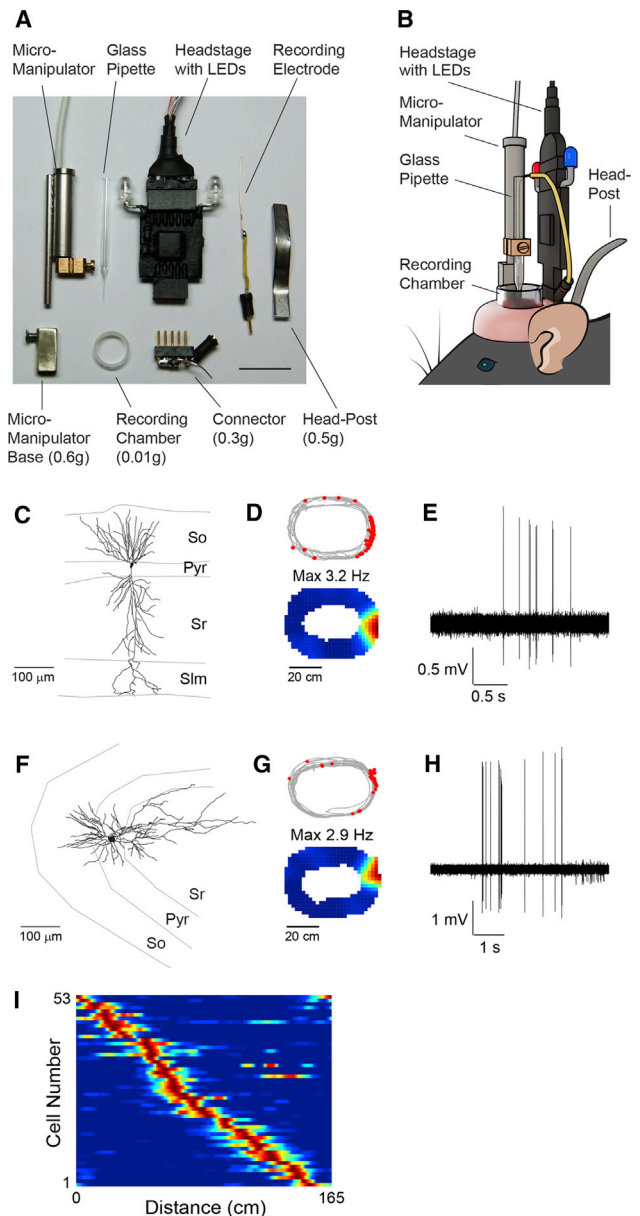 A
Micro-
Manipulator
Glass
Pipette
Headstage
with LEDs
Recording
Electrode
Micro-
Manipulator
Base (0.6g)
Recording
Chamber
(0.01g)
Connector
(0.3g)
Head-Post
(0.5g)
B
Headstage
with LEDs
Micro-
Manipulator
Glass
Pipette
Head-
Post
Recording
Chamber
C
So
Pyr
Sr
Slm
100 μm
D
Max 3.2 Hz
20 cm
E
0.5 mV
0.5 s
F
Sr
Pyr
So
100 μm
G
Max 2.9 Hz
20 cm
H
1 mV
1 s
I
53
Cell Number
1
0
165
Distance (cm)